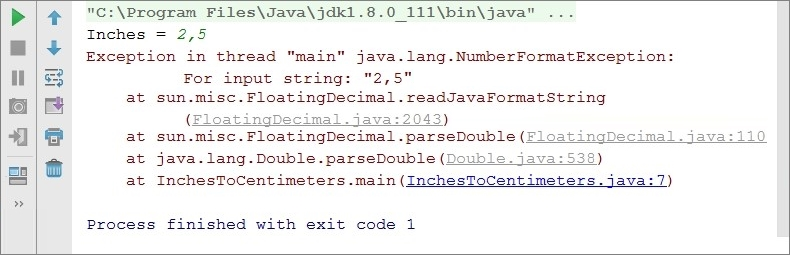 "C:\Program Files\Java\jdk1.8.0_111\bin\java" ...
Inches = 2,5
Exception in thread "main" java.lang.NumberFormatException:
For input string: "2,5"
at sun.misc.FloatingDecimal.readJavaFormatString
(FloatingDecimal.java:2043)
at sun.misc.FloatingDecimal.parseDouble(FloatingDecimal.java:110
at java.lang.Double.parseDouble(Double.java:538)
at InchesToCentimeters.main(InchesToCentimeters.java:7)
Process finished with exit code 1